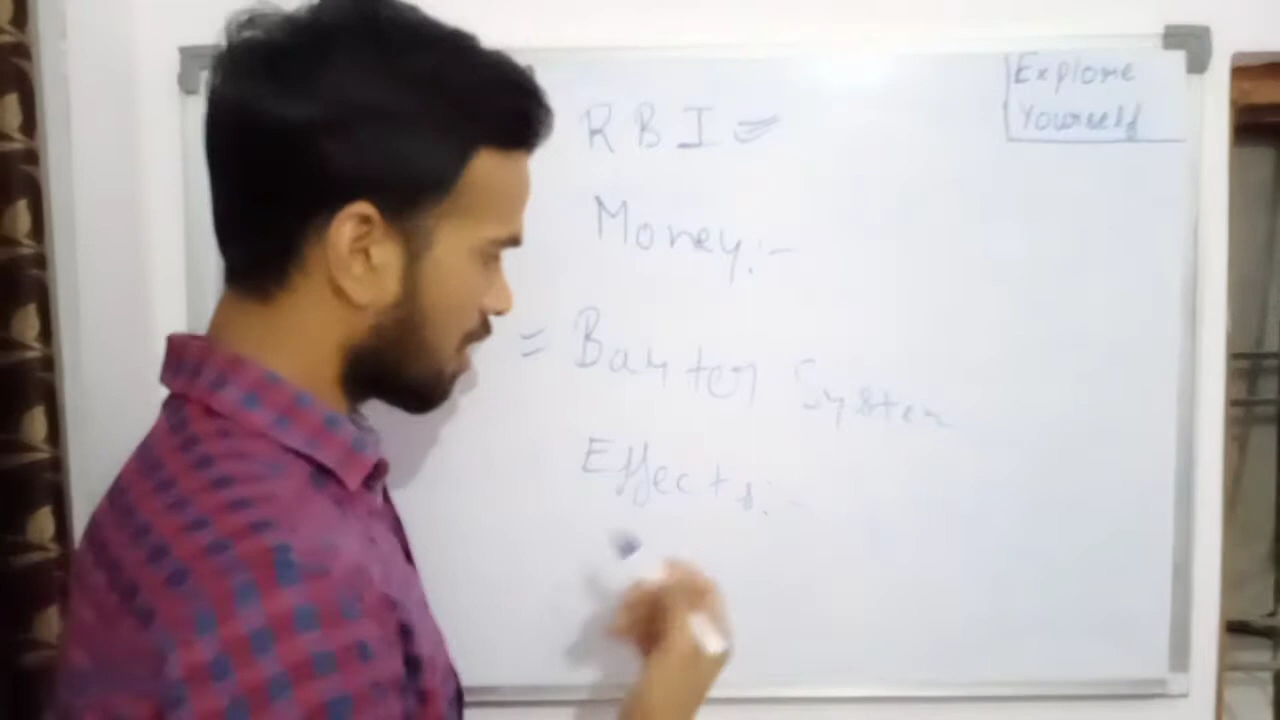 RBI =
Money :-
= Barter System
Effects :-
Explore
Yourself